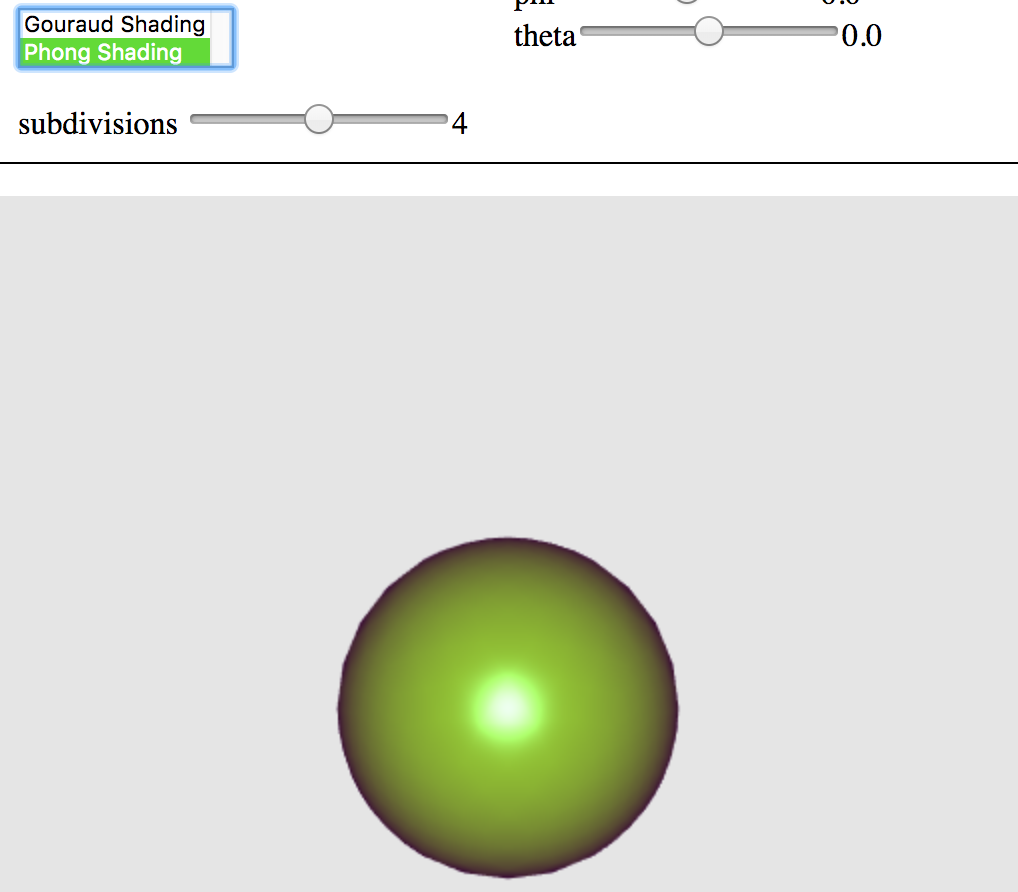 Gouraud Shading
Phong Shading
theta 0.0
subdivisions 4